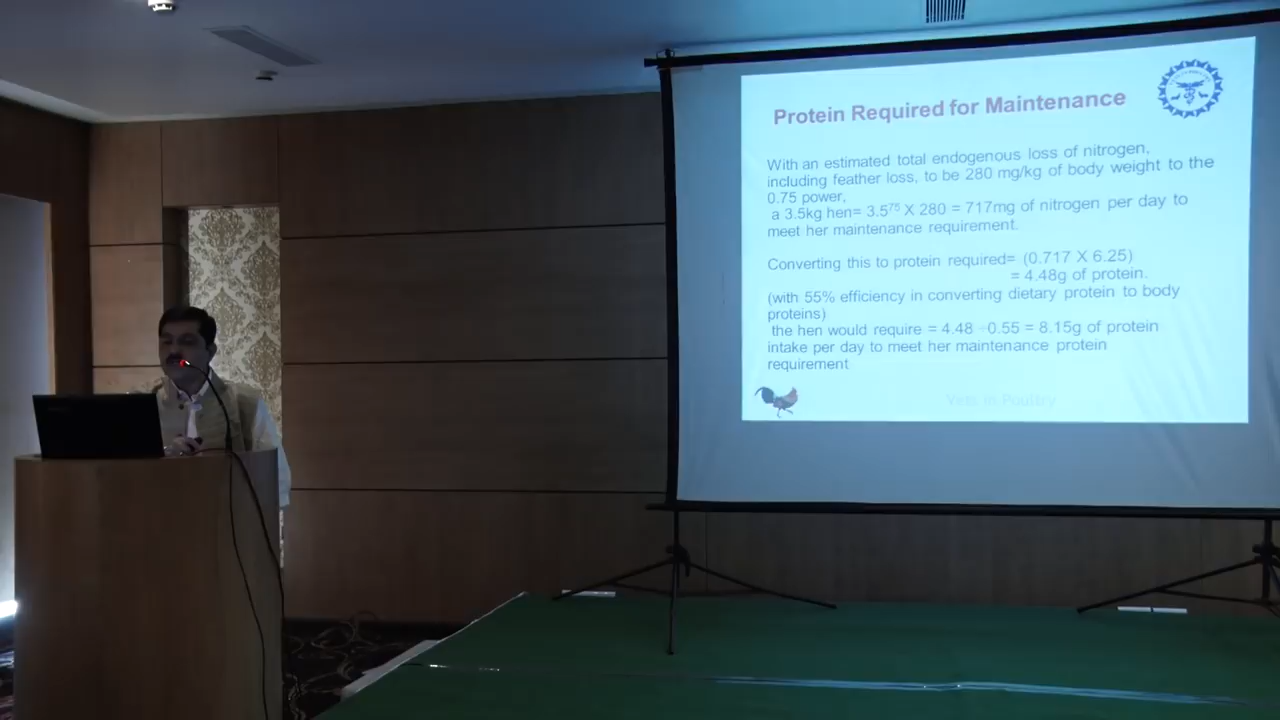 Protein Required for Maintenance
With an estimated total endogenous loss of nitrogen,
including feather loss, to be 280 mg/kg of body weight to the
0.75 power,
a 3.5kg hen= 3.5⁷⁵ X 280 = 717mg of nitrogen per day to
meet her maintenance requirement.
Converting this to protein required= (0.717 X 6.25)
= 4.48g of protein.
(with 55% efficiency in converting dietary protein to body
proteins)
the hen would require = 4.48 ÷0.55 = 8.15g of protein
intake per day to meet her maintenance protein
requirement
Vets in Poultry